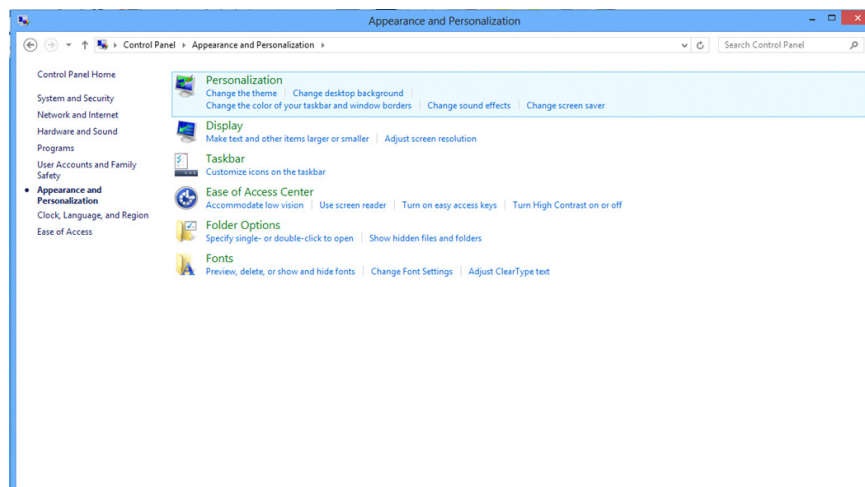 Appearance and Personalization
Control Panel Appearance and Personalization
Search Control Panel
Control Panel Home
System and Security
Network and Internet
Hardware and Sound
Programs
User Accounts and Family
Safety
Appearance and
Personalization
Clock, Language, and Region
Ease of Access
Personalization
Change the theme Change desktop background
Change the color of your taskbar and window borders Change sound effects Change screen saver
Display
Make text and other items larger or smaller Adjust screen resolution
Taskbar
Customize icons on the taskbar
Ease of Access Center
Accommodate low vision Use screen reader Turn on easy access keys Turn High Contrast on or off
Folder Options
Specify single- or double-click to open Show hidden files and folders
Fonts
Preview, delete, or show and hide fonts Change Font Settings Adjust ClearType text